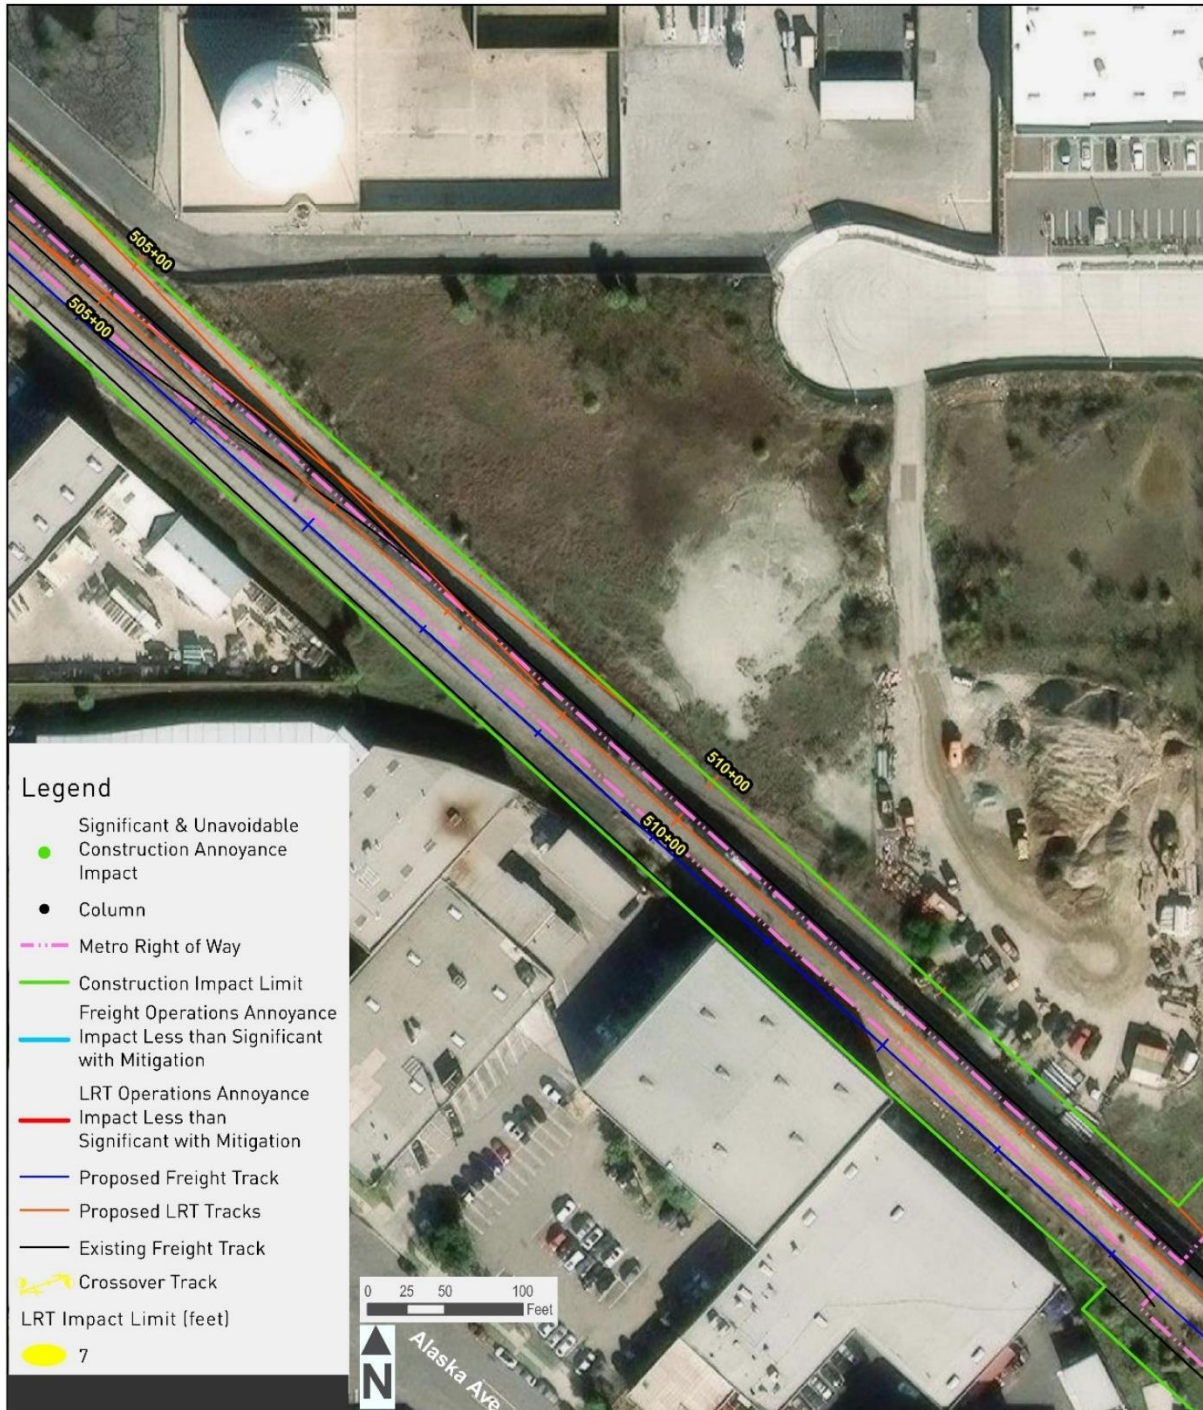 505+00
505+00
510+00
510+00
Legend
Significant & Unavoidable
Construction Annoyance
Impact
Column
Metro Right of Way
Construction Impact Limit
Freight Operations Annoyance
Impact Less than Significant
with Mitigation
LRT Operations Annoyance
Impact Less than
Significant with Mitigation
Proposed Freight Track
Proposed LRT Tracks
Existing Freight Track
Crossover Track
LRT Impact Limit (feet)
7
0 25 50 100
Feet
N
Alaska Ave